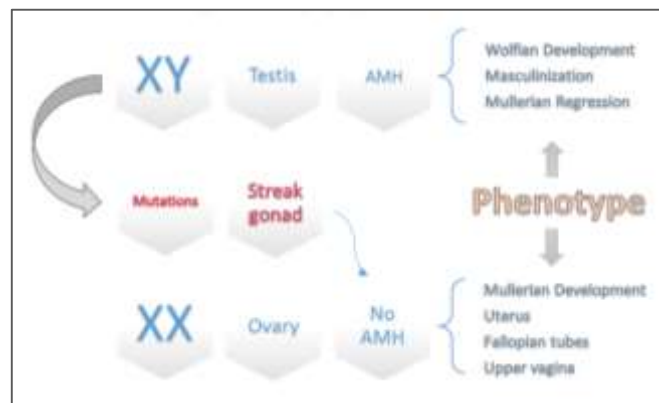 XY
Testis
AMH
Wolfian Development
Masculinization
Mullerian Regression
Mutations
Streak
gonad
Phenotype
XX
Ovary
No
AMH
Mullerian Development
Uterus
Fallopian tubes
Upper vagina